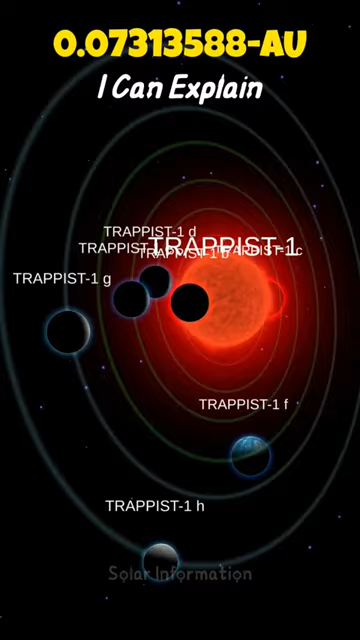 0.07313588-AU
I Can Explain
TRAPPIST-1 d
TRAPPIST-1
TRAPPIST-1 g
TRAPPIST-1 f
TRAPPIST-1 h
Solar Information